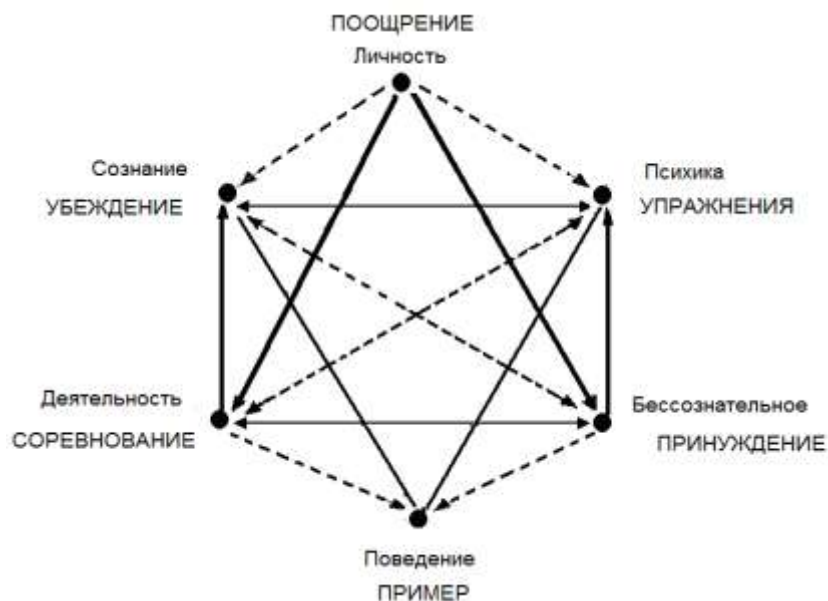 ПООЩРЕНИЕ
Личность
Сознание
УБЕЖДЕНИЕ
Психика
УПРАЖНЕНИЯ
Деятельность
СОРЕВНОВАНИЕ
Бессознательное
ПРИНУЖДЕНИЕ
Поведение
ПРИМЕР